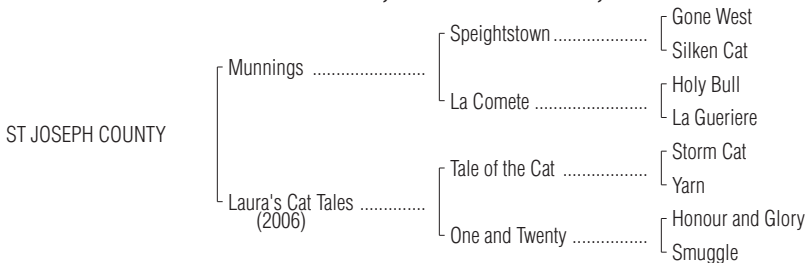 Gone West
Speightstown
Silken Cat
Munnings
Holy Bull
La Comete
La Gueriere
ST JOSEPH COUNTY
Storm Cat
Tale of the Cat
Yarn
Laura's Cat Tales
(2006)
Honour and Glory
One and Twenty
Smuggle